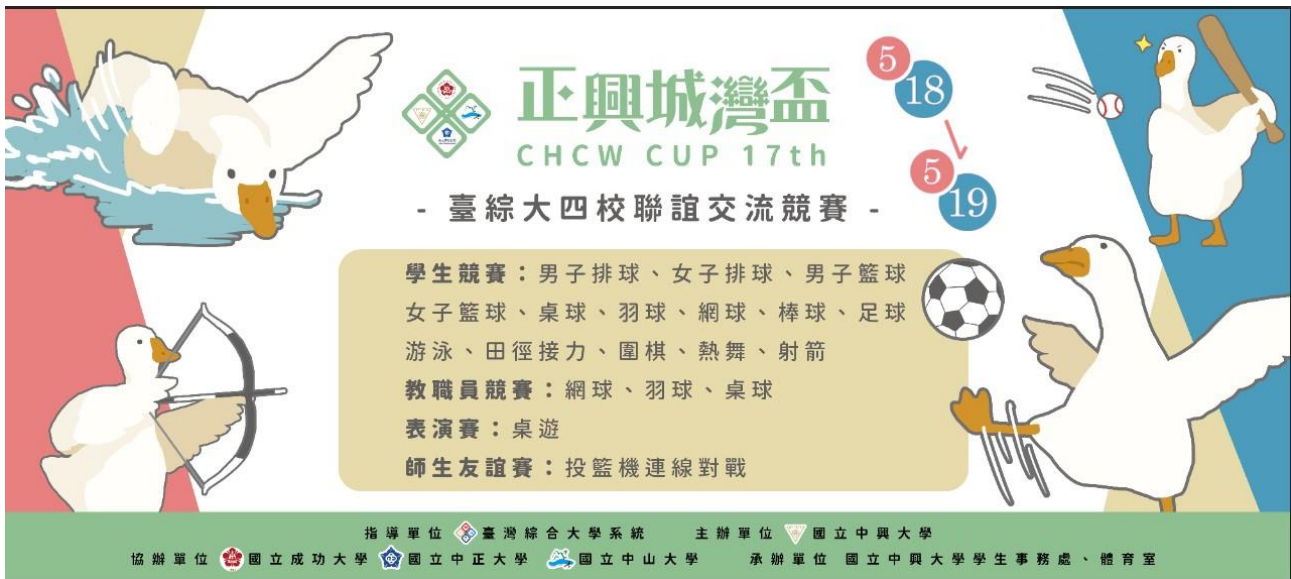 正興城灣盃
CHCW CUP 17th
5
18
5
19
- 臺綜大四校聯誼交流競賽 -
學生競賽：男子排球、女子排球、男子籃球
女子籃球、桌球、羽球、網球、棒球、足球
游泳、田徑接力、圍棋、熱舞、射箭
教職員競賽：網球、羽球、桌球
表演賽：桌遊
師生友誼賽：投籃機連線對戰
指導單位 臺灣綜合大學系統 主辦單位 國立中興大學
協辦單位 國立成功大學 國立中正大學 國立中山大學 承辦單位 國立中興大學學生事務處、體育室